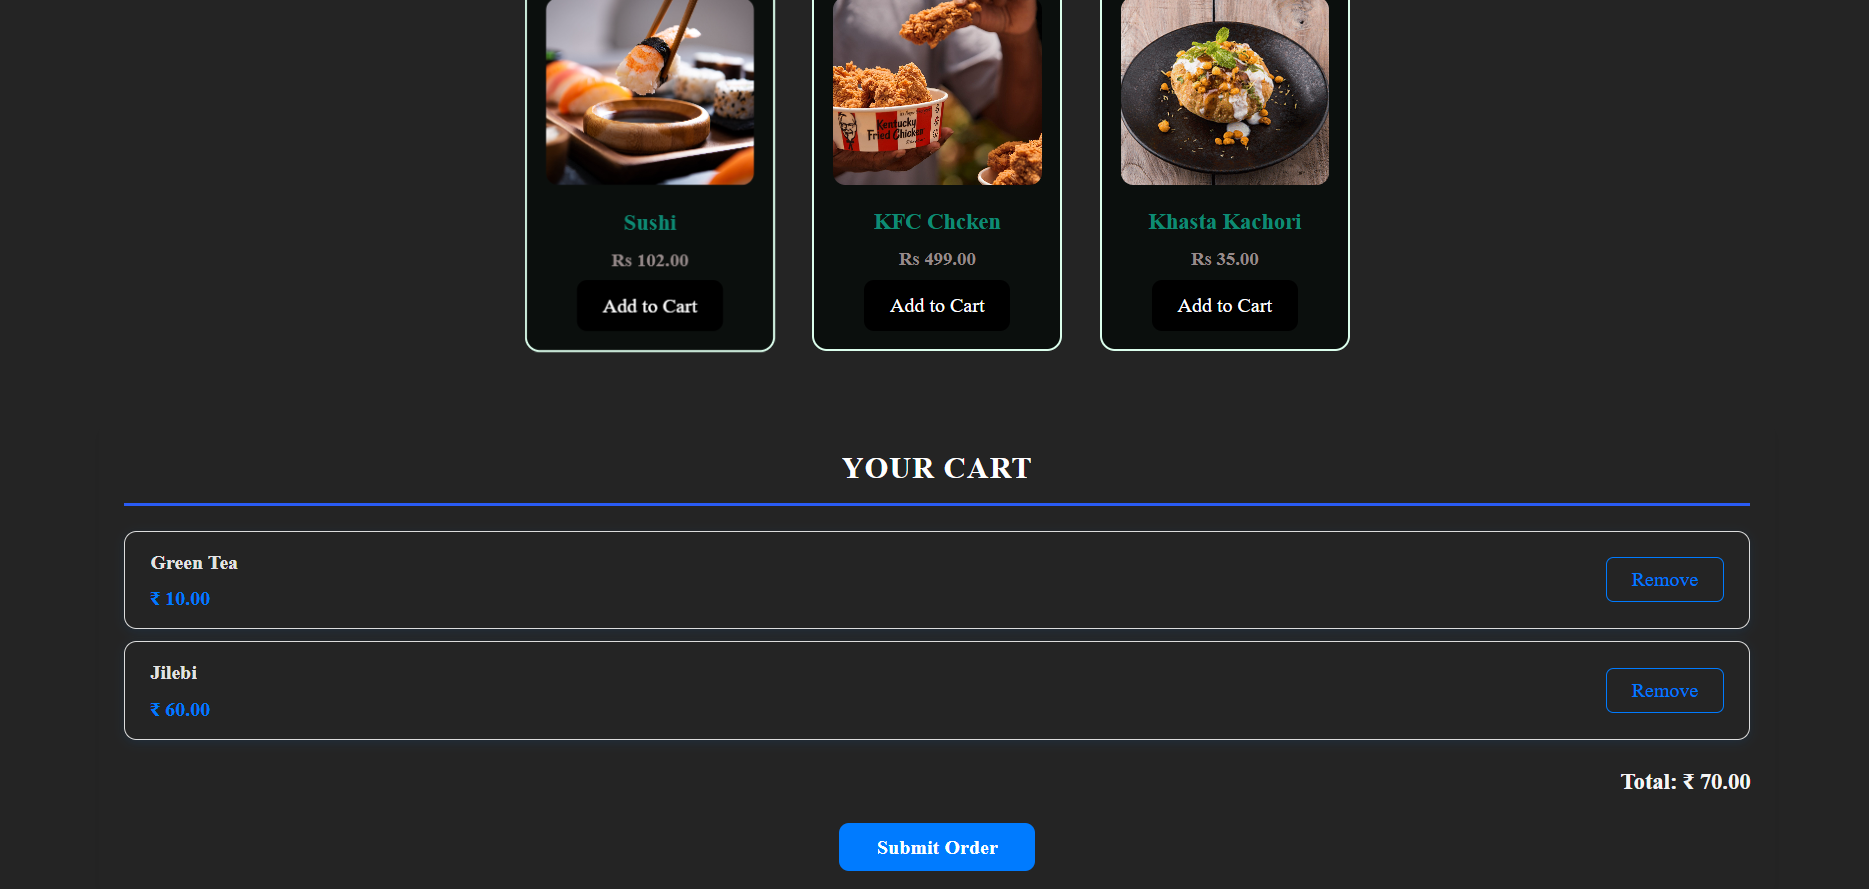 Kentucky
Fried Chicken
Sushi
KFC Chcken
Khasta Kachori
Rs 102.00
Rs 499.00
Rs 35.00
Add to Cart
Add to Cart
Add to Cart
YOUR CART
Green Tea
₹ 10.00
Remove
Jilebi
₹ 60.00
Remove
Total: ₹ 70.00
Submit Order